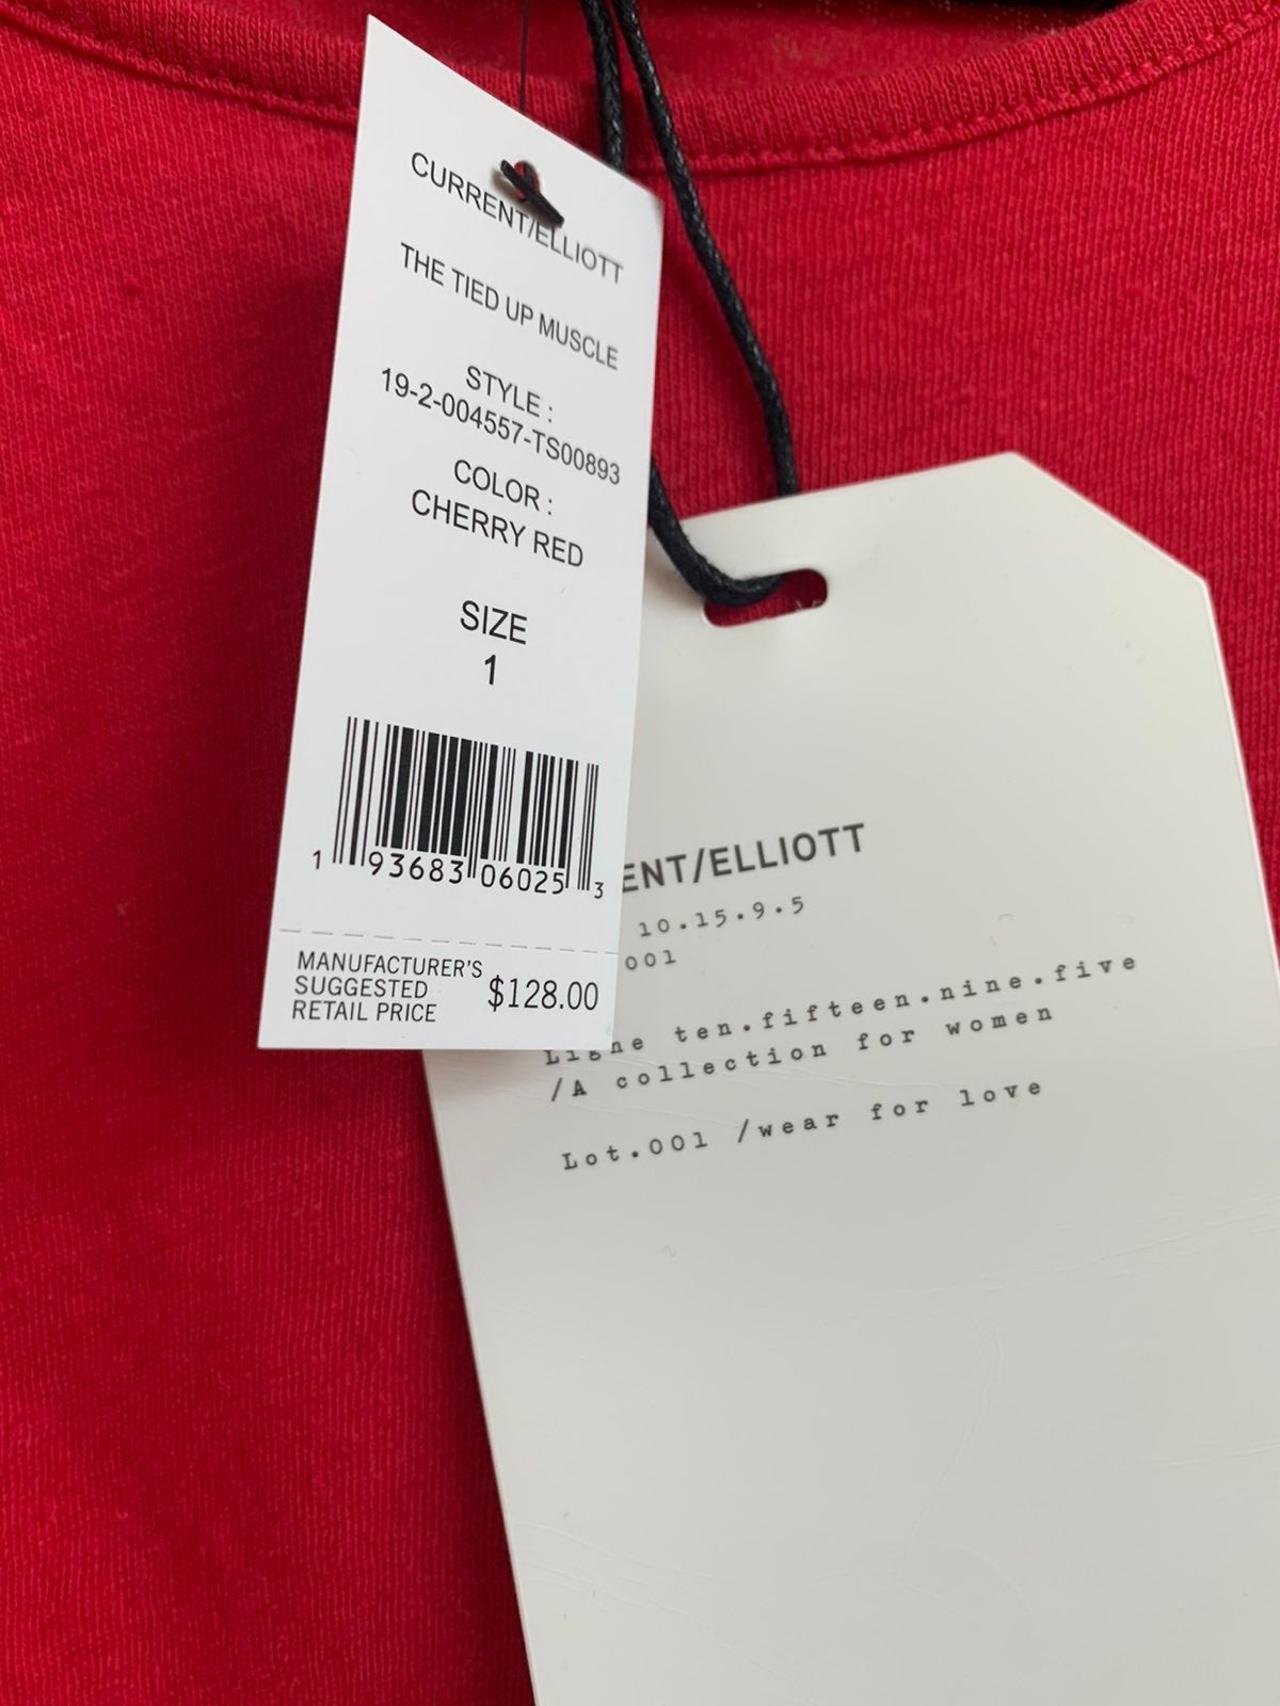 CURRENT/ELLIOTT
THE TIED UP MUSCLE
STYLE :
19-2-004557-TS00893
COLOR :
CHERRY RED
SIZE
1
1 93683 06025 3
MANUFACTURER'S
SUGGESTED
RETAIL PRICE
$128.00
ENT/ELLIOTT
10.15.9.5
001
Ligne ten.fifteen.nine.five
/A collection for women
Lot.001 /wear for love